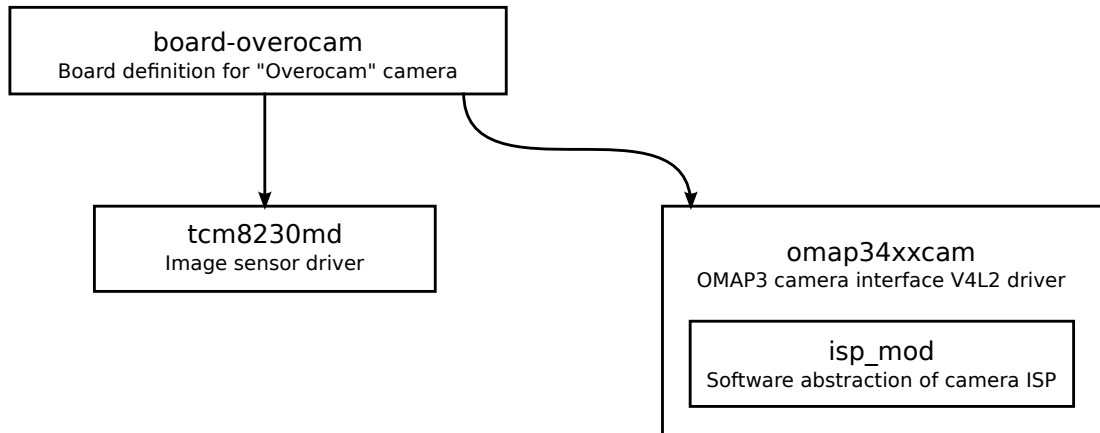 board-overocam
Board definition for "Overocam" camera
tcm8230md
Image sensor driver
omap34xxcam
OMAP3 camera interface V4L2 driver
isp_mod
Software abstraction of camera ISP